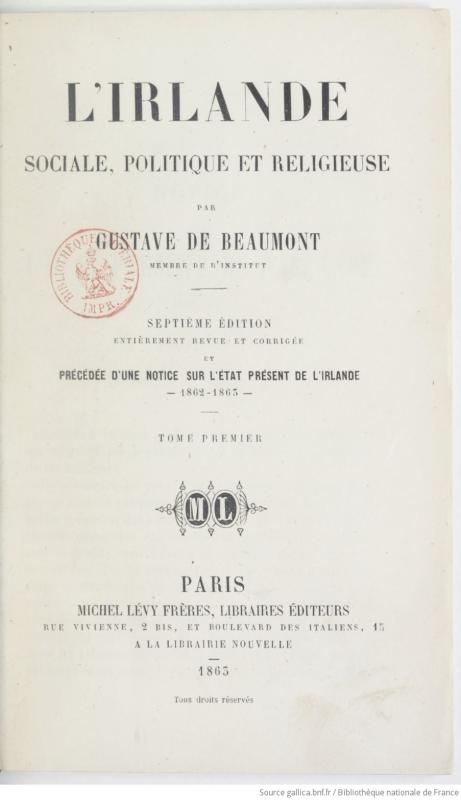 L'IRLANDE
SOCIALE, POLITIQUE ET RELIGIEUSE
PAR
GUSTAVE DE BEAUMONT
MEMBRE DE L'INSTITUT
BIBLIOTHÈQUE IMPÉRIALE
IMPR.
SEPTIÈME ÉDITION
ENTIÈREMENT REVUE ET CORRIGÉE
ET
PRÉCÉDÉE D'UNE NOTICE SUR L'ÉTAT PRÉSENT DE L'IRLANDE
— 1862-1863 —
TOME PREMIER
ML
PARIS
MICHEL LÉVY FRÈRES, LIBRAIRES ÉDITEURS
RUE VIVIENNE, 2 BIS, ET BOULEVARD DES ITALIENS, 15
A LA LIBRAIRIE NOUVELLE
1863
Tous droits réservés
Source gallica.bnf.fr / Bibliothèque nationale de France